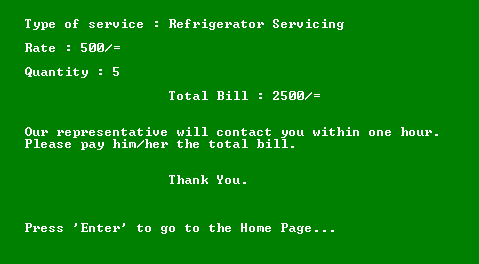 Type of service : Refrigerator Servicing
Rate : 500/=
Quantity : 5
Total Bill : 2500/=
Our representative will contact you within one hour.
Please pay him/her the total bill.
Thank You.
Press 'Enter' to go to the Home Page...